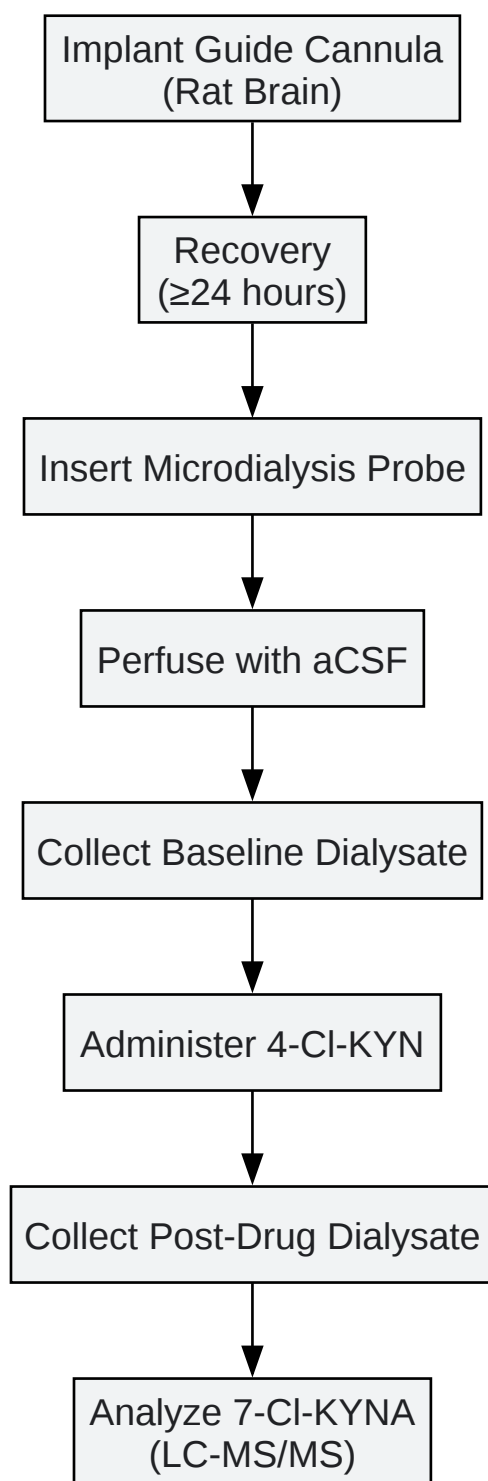 Implant Guide Cannula
(Rat Brain)
Recovery
(≥24 hours)
Insert Microdialysis Probe
Perfuse with aCSF
Collect Baseline Dialysate
Administer 4-Cl-KYN
Collect Post-Drug Dialysate
Analyze 7-Cl-KYNA
(LC-MS/MS)